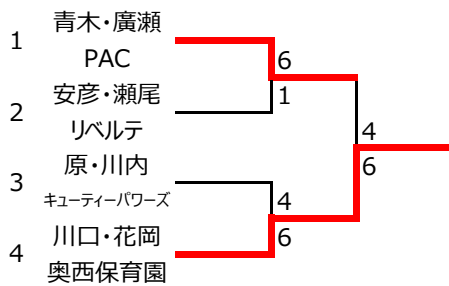 青木・廣瀬
1
PAC
6
1
安彦・瀬尾
2
リベルテ
4
6
原・川内
3
キューティーパワーズ
4
6
川口・花岡
4
奥西保育園